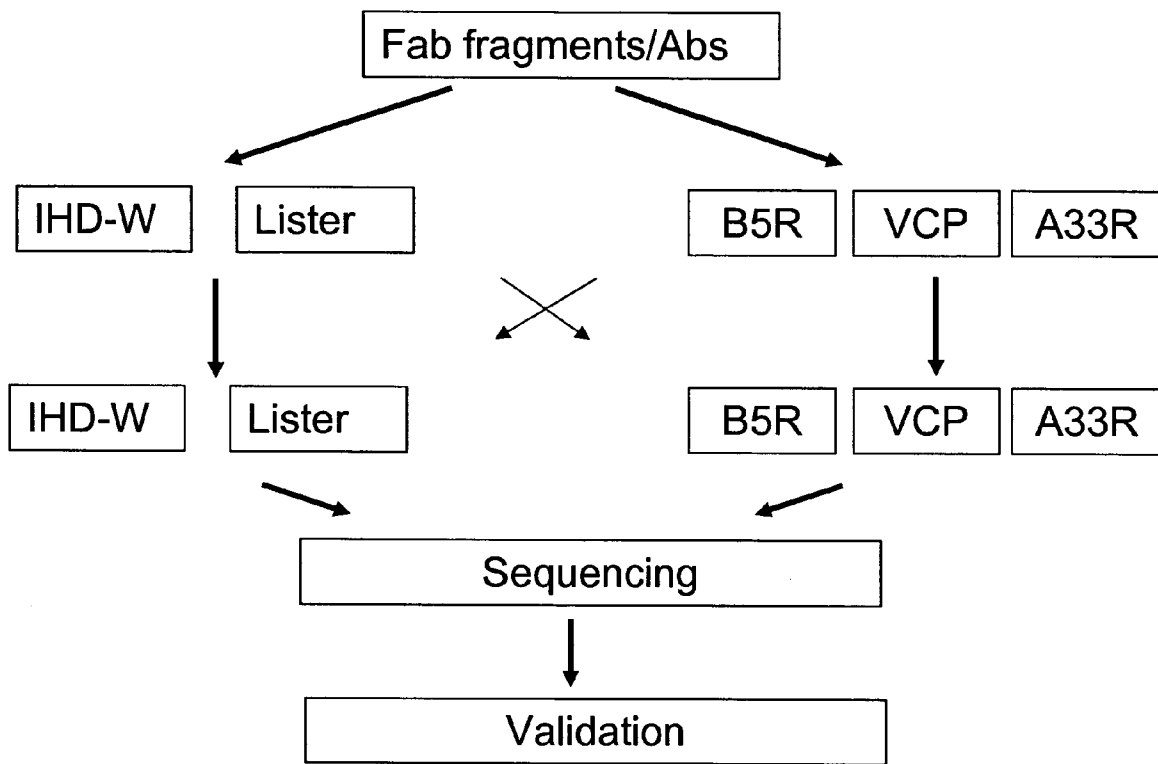 Fab fragments/Abs
IHD-W Lister B5R VCP A33R
IHD-W Lister B5R VCP A33R
Sequencing
Validation